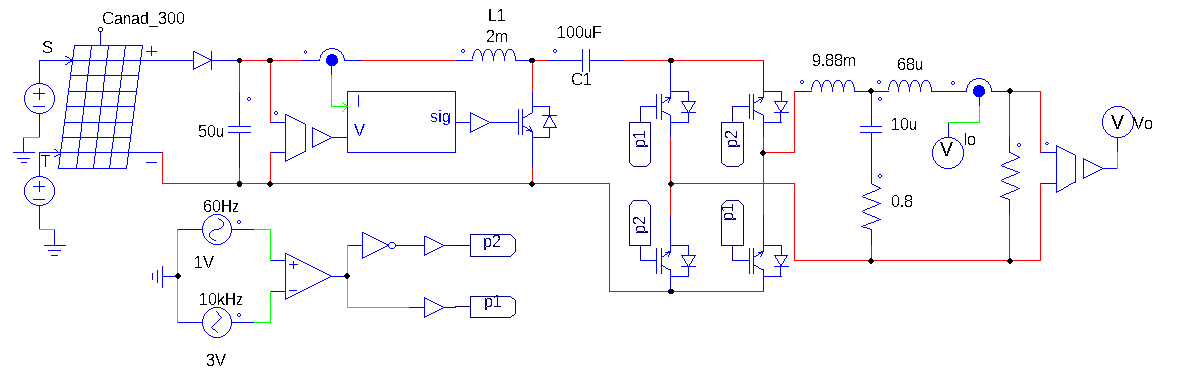 Canad_300
S
+
−
T
50u
I
V
sig
L1
2m
100uF
C1
p1
p2
p2
p1
9.88m
68u
10u
0.8
V
Io
V
Vo
60Hz
1V
10kHz
3V
+
−
p2
p1